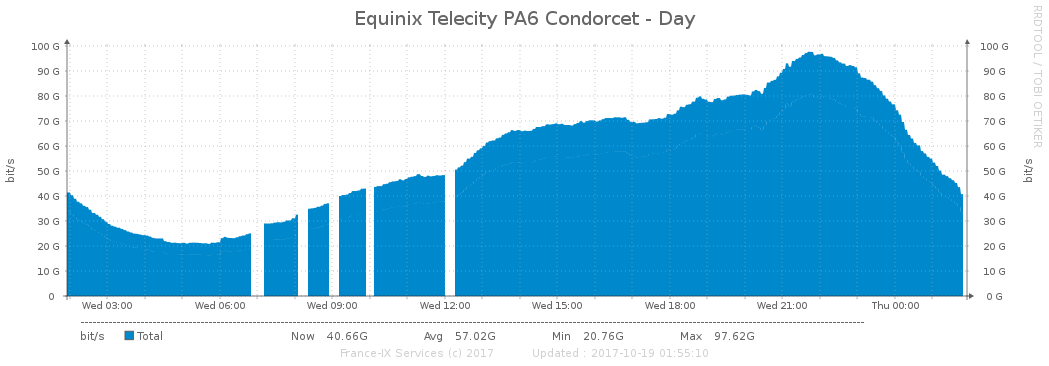 Equinix Telecity PA6 Condorcet - Day
RRDTOOL / TOBI OETIKER
bit/s
bit/s
100 G 100 G
90 G 90 G
80 G 80 G
70 G 70 G
60 G 60 G
50 G 50 G
40 G 40 G
30 G 30 G
20 G 20 G
10 G 10 G
0 0 G
Wed 03:00 Wed 06:00 Wed 09:00 Wed 12:00 Wed 15:00 Wed 18:00 Wed 21:00 Thu 00:00
bit/s Total Now 40.66G Avg 57.02G Min 20.76G Max 97.62G
France-IX Services (c) 2017 Updated : 2017-10-19 01:55:10